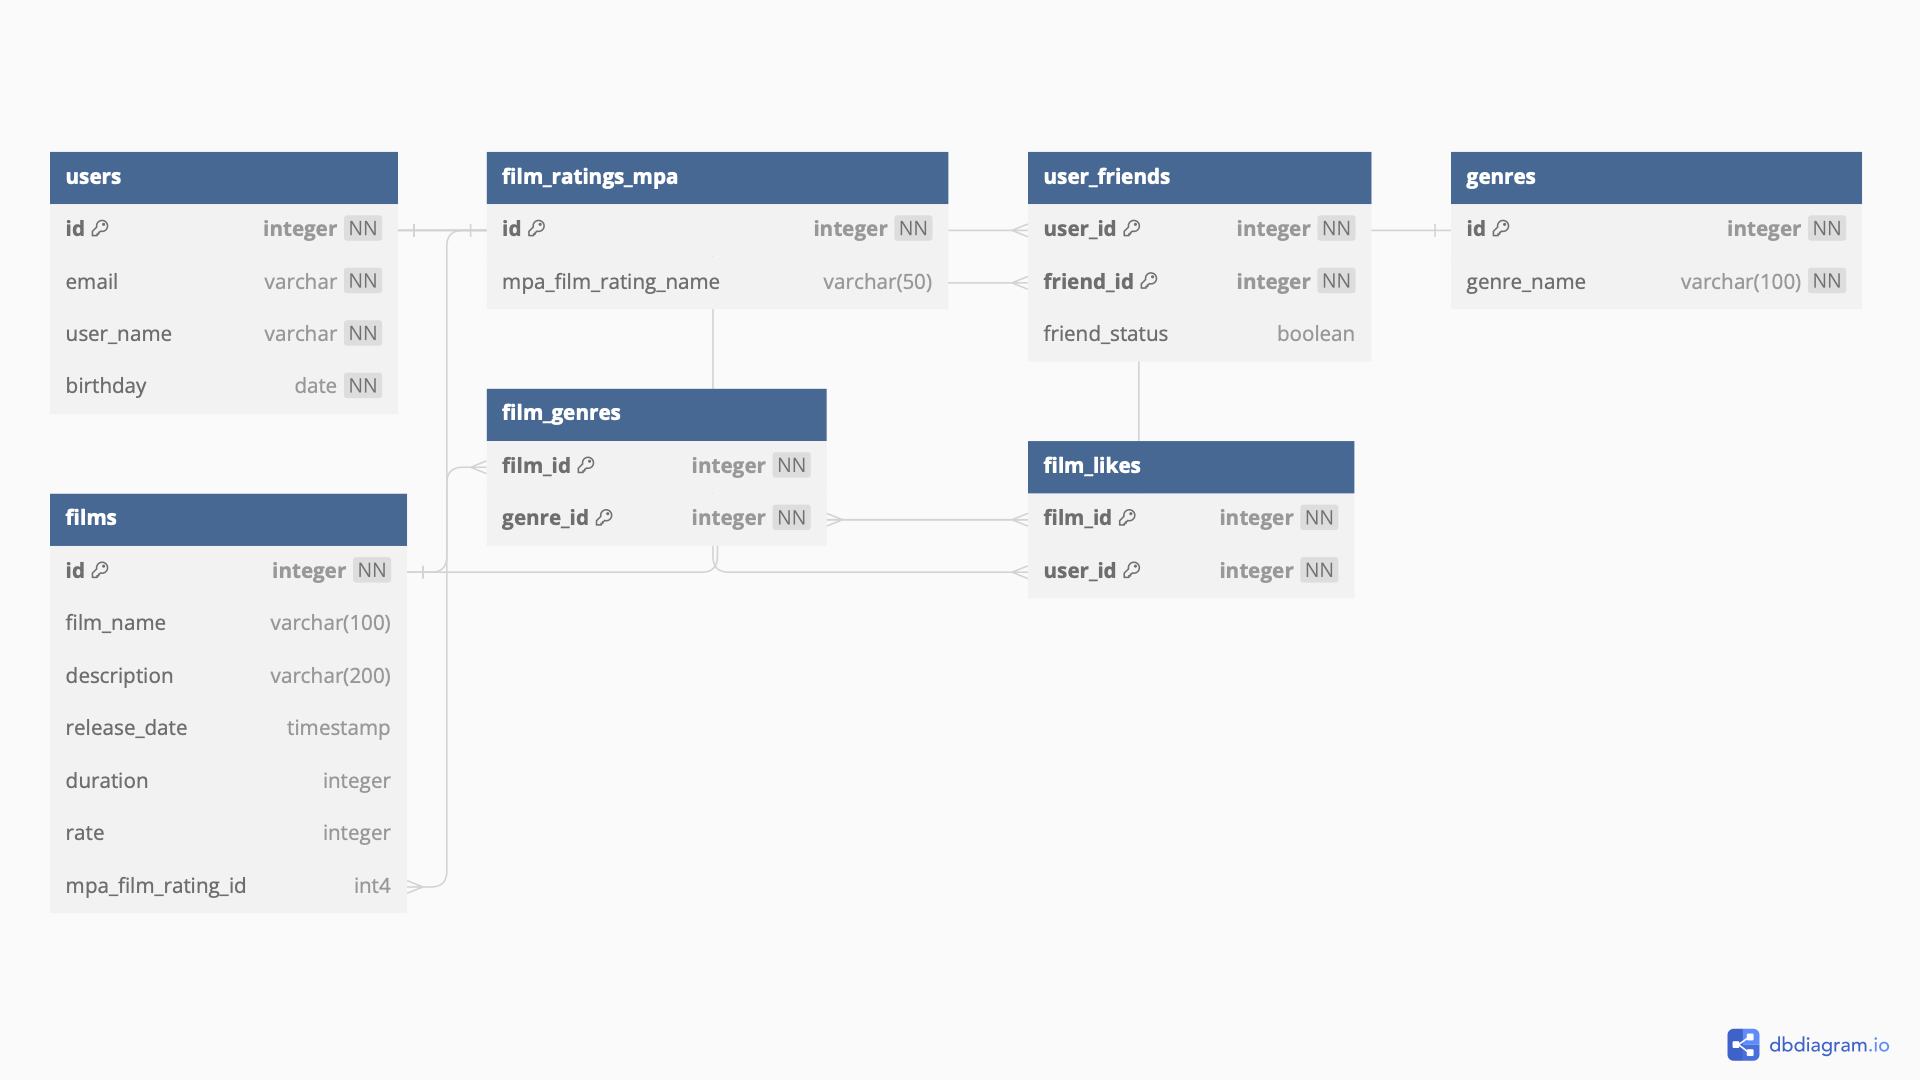 users
id integer NN
email varchar NN
user_name varchar NN
birthday date NN
film_ratings_mpa
id integer NN
mpa_film_rating_name varchar(50)
user_friends
user_id integer NN
friend_id integer NN
friend_status boolean
genres
id integer NN
genre_name varchar(100) NN
film_genres
film_id integer NN
genre_id integer NN
film_likes
film_id integer NN
user_id integer NN
films
id integer NN
film_name varchar(100)
description varchar(200)
release_date timestamp
duration integer
rate integer
mpa_film_rating_id int4
dbdiagram.io